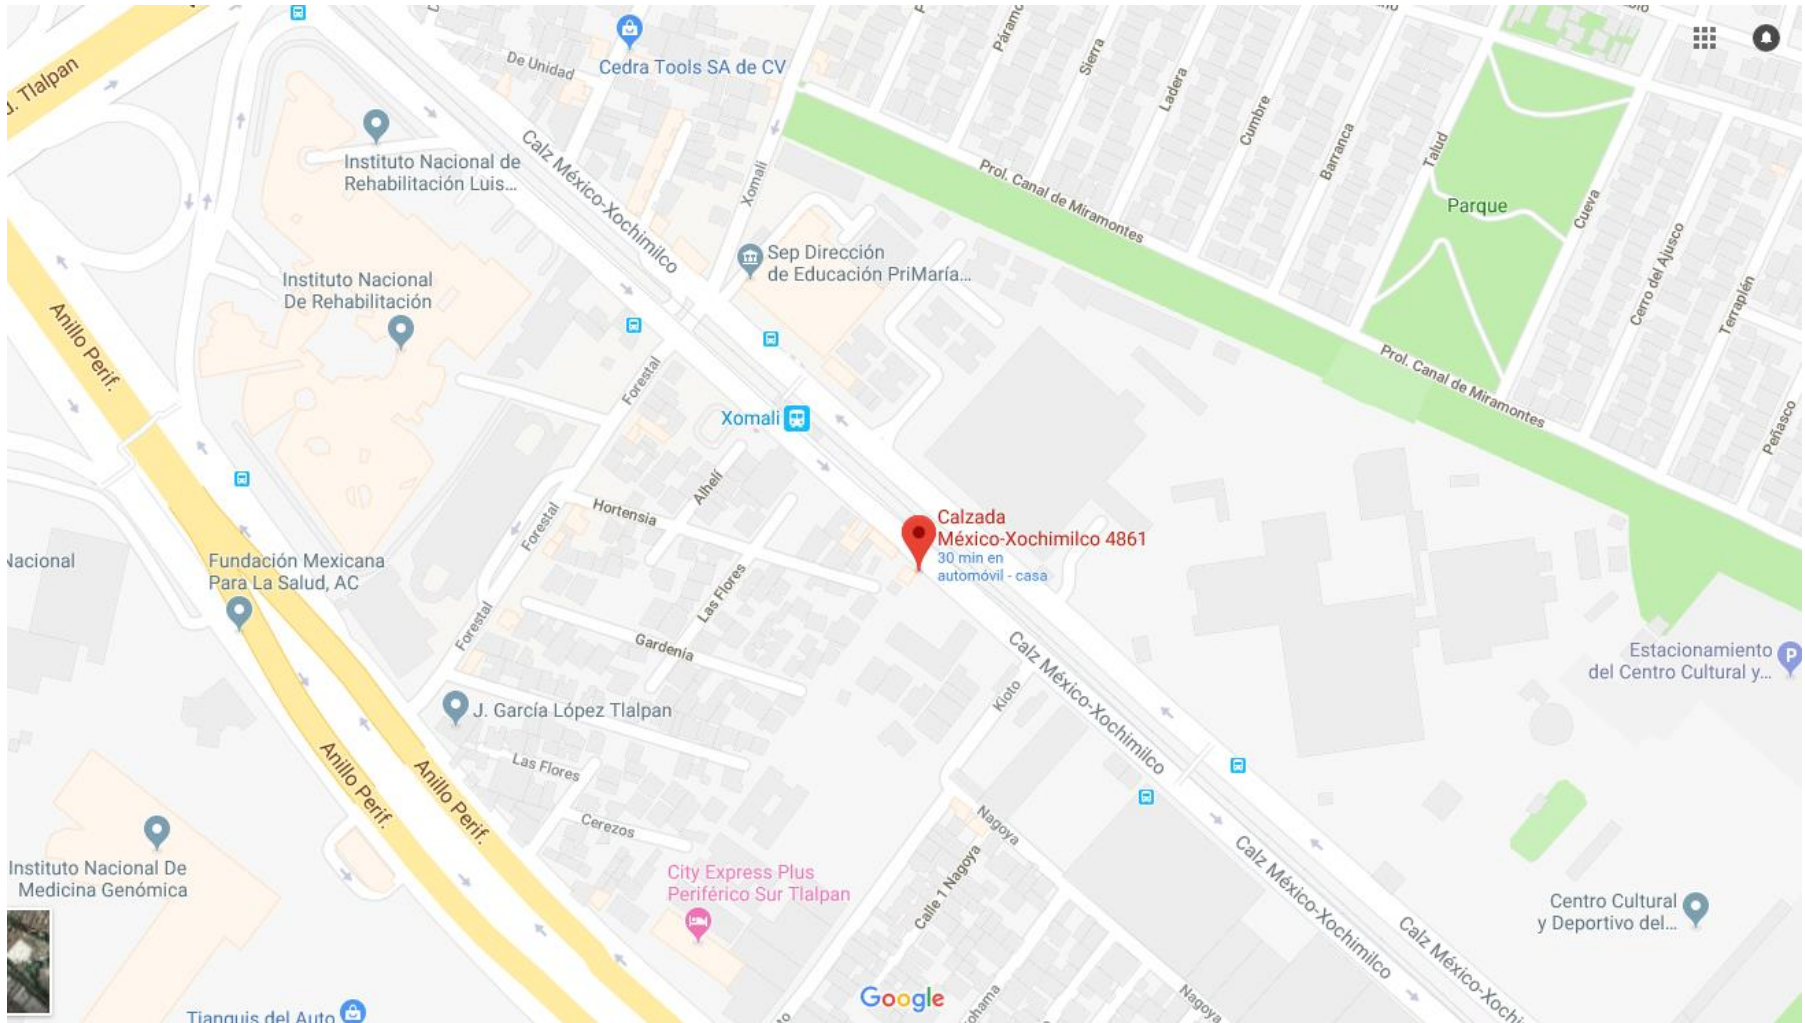 d. Tlalpan
De Unidad
Cedra Tools SA de CV
Páramo
Sierra
Ladera
Cumbre
Barranca
Talud
Instituto Nacional de
Rehabilitación Luis...
Calz México-Xochimilco
Xomali
Prol. Canal de Miramontes
Parque
Cueva
Cerro del Ajusco
Terraplén
Sep Dirección
de Educación PriMaría...
Instituto Nacional
De Rehabilitación
Anillo Perif.
Forestal
Prol. Canal de Miramontes
Peñasco
Xomali
Alhelí
Hortensia
Forestal
Calzada
México-Xochimilco 4861
30 min en
automóvil - casa
Nacional
Fundación Mexicana
Para La Salud, AC
Las Flores
Forestal
Gardenia
Calz México-Xochimilco
Kioto
Estacionamiento
del Centro Cultural y...
P
J. García López Tlalpan
Las Flores
Anillo Perif.
Anillo Perif.
Cerezos
Nagoya
Calle 1 Nagoya
Calz México-Xochimilco
Instituto Nacional De
Medicina Genómica
City Express Plus
Periférico Sur Tlalpan
Centro Cultural
y Deportivo del...
Calz México-Xochi
Google
Nagoya
Tianguis del Auto